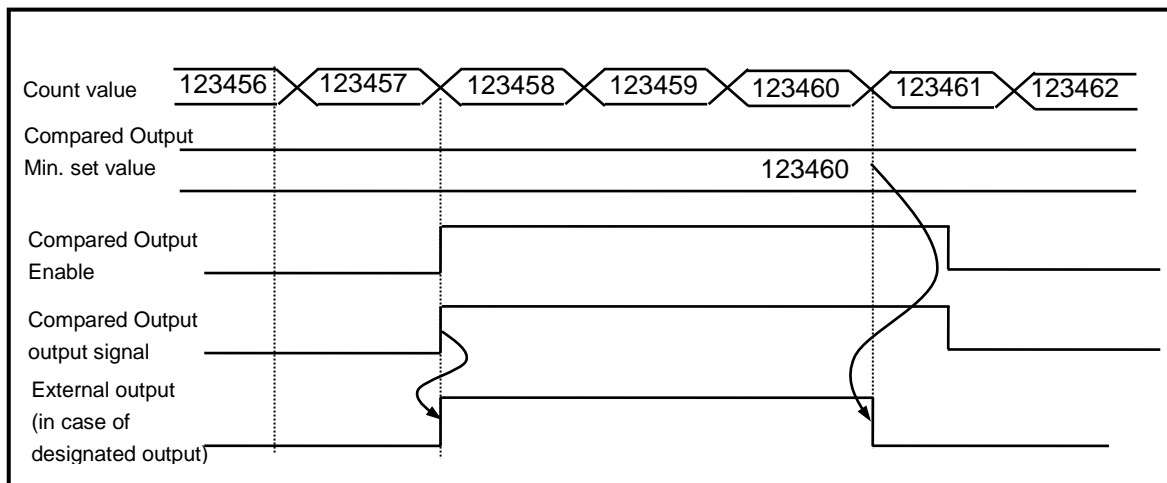 Count value 123456 123457 123458 123459 123460 123461 123462
Compared Output
Min. set value 123460
Compared Output
Enable
Compared Output
output signal
External output
(in case of
designated output)